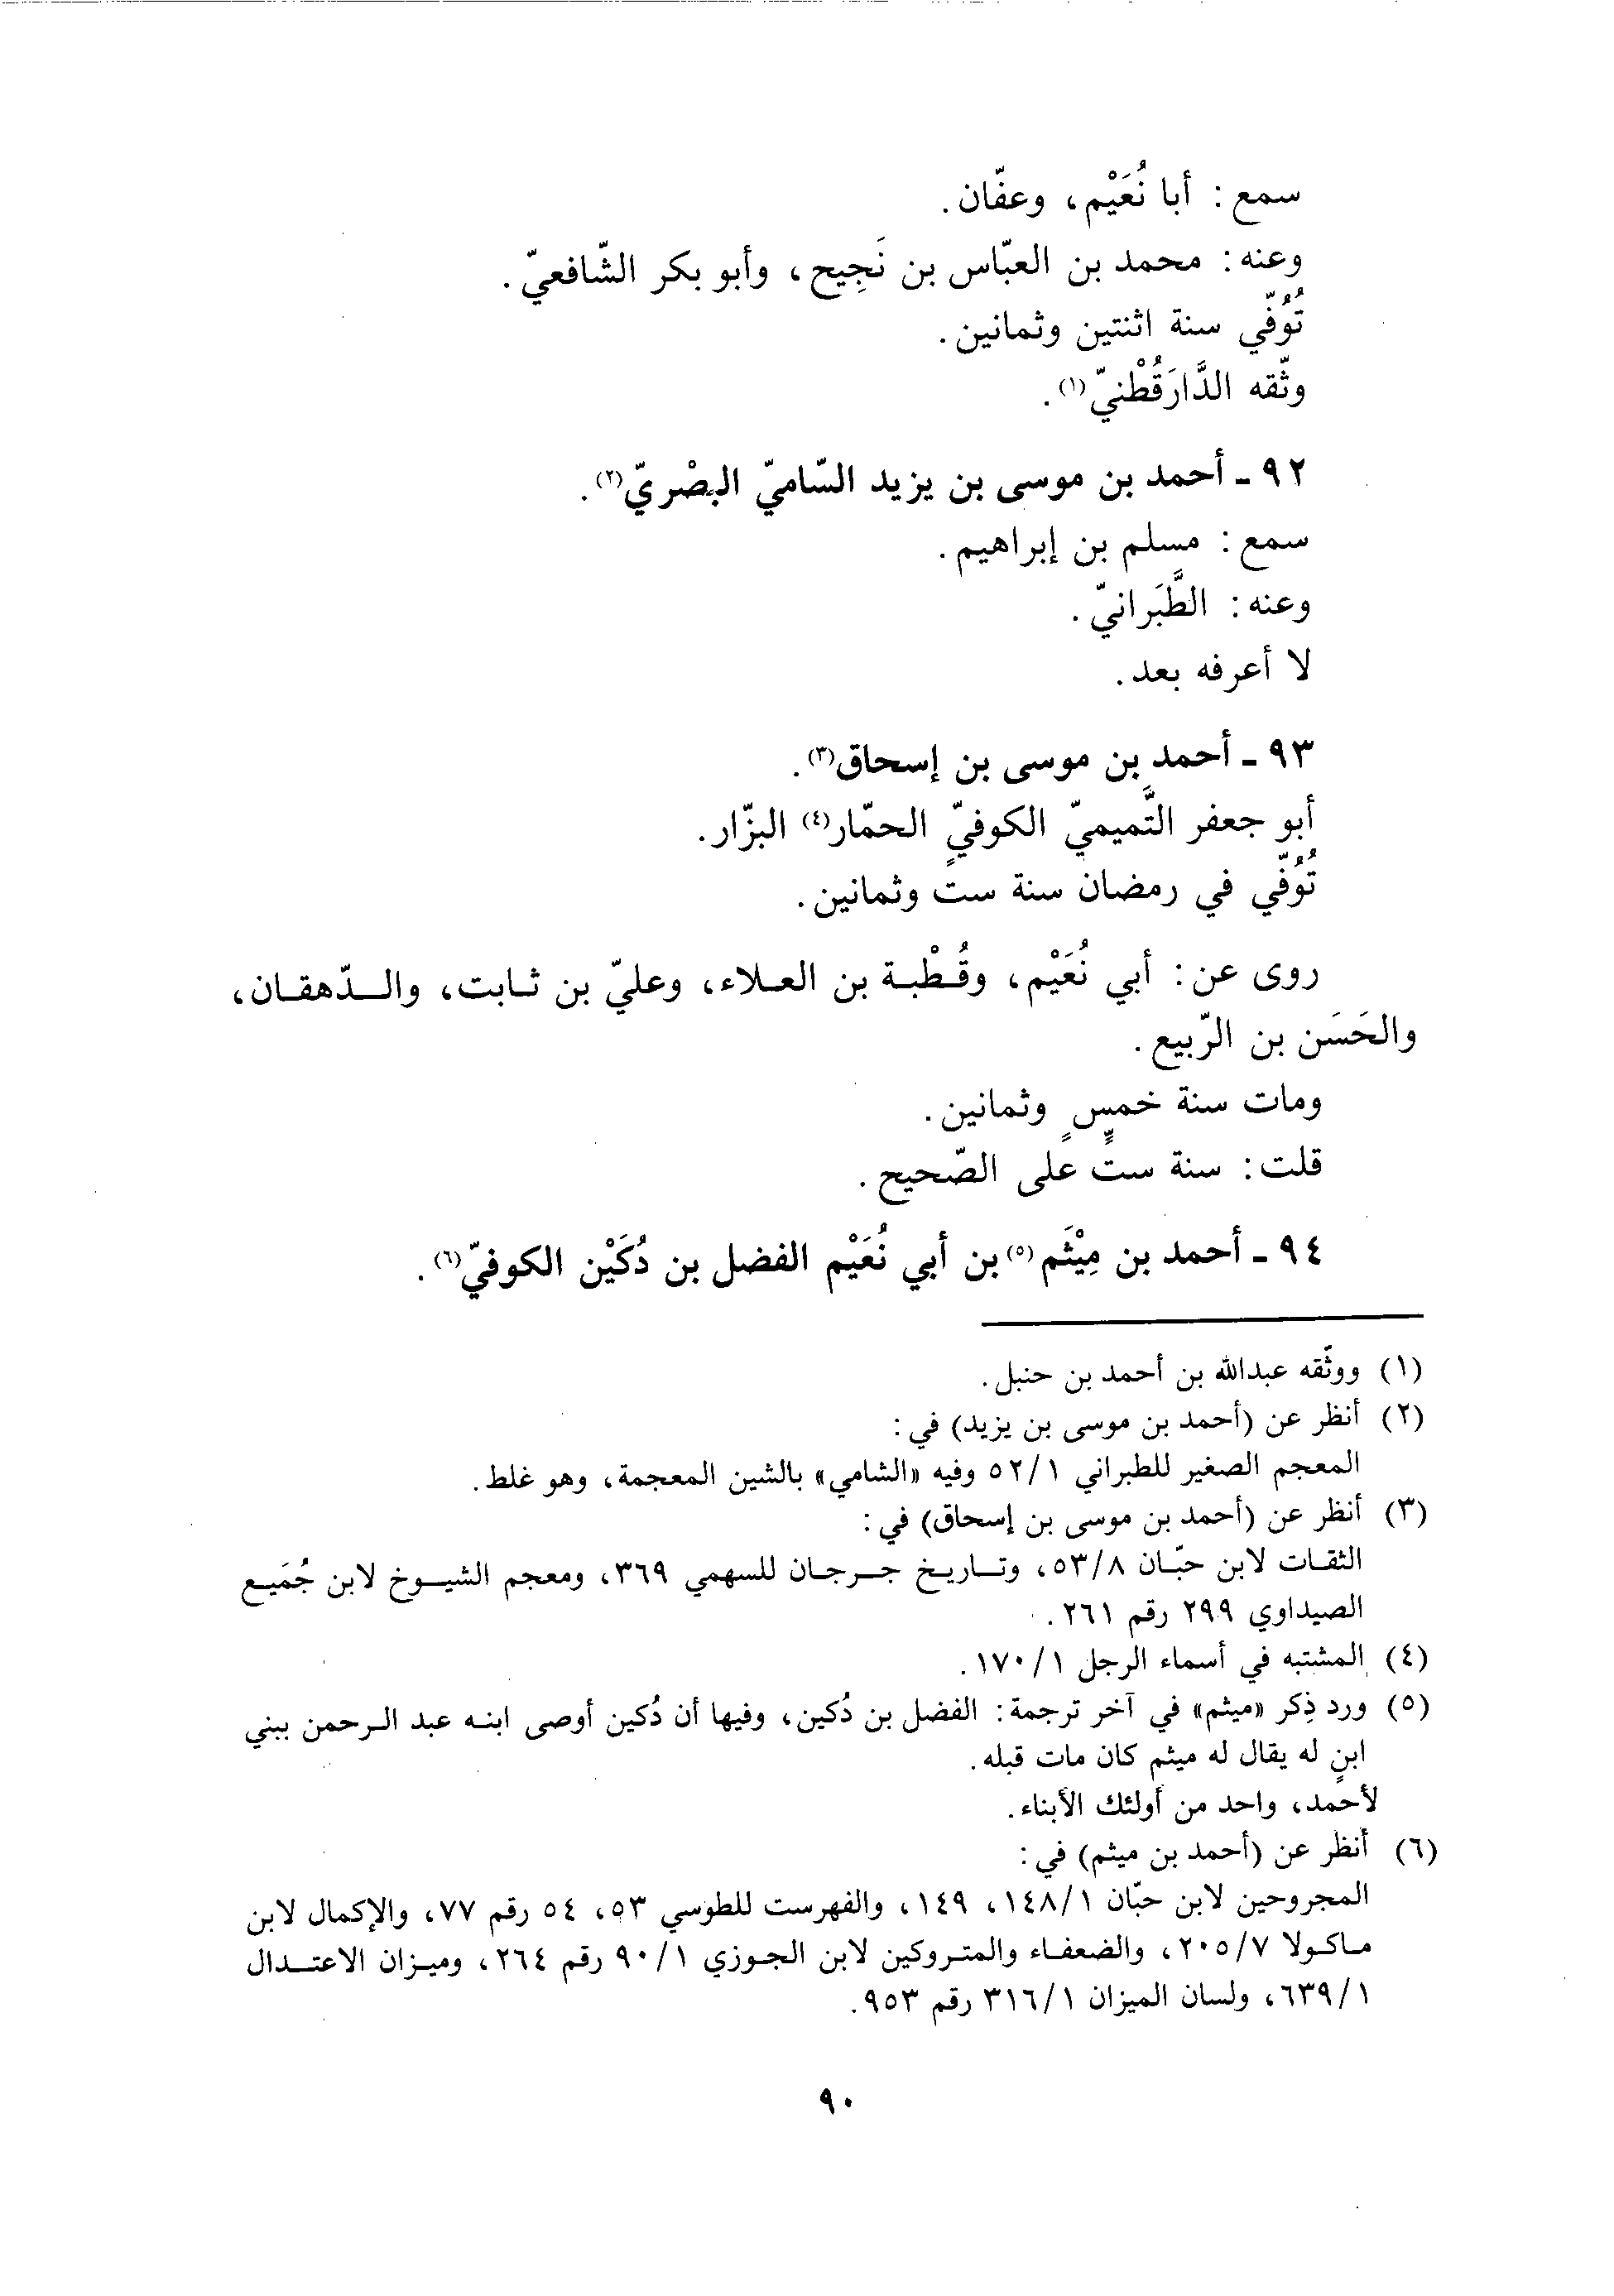 سمع: أبا نُعَيْم، وعفّان.
وعنه: محمد بن العبّاس بن نَجِيح، وأبو بكر الشّافعيّ.
تُوُفّي سنة اثنتين وثمانين.
وثّقه الدَّارَقُطْنيّ(١).
٩٢ ـ أحمد بن موسى بن يزيد السّاميّ البصْريّ(٢).
سمع: مسلم بن إبراهيم.
وعنه: الطَّبَرانيّ.
لا أعرفه بعد.
٩٣ ـ أحمد بن موسى بن إسحاق(٣).
أبو جعفر التَّميميّ الكوفيّ الحمّار(٤) البزّار.
تُوُفّي في رمضان سنة ستٍّ وثمانين.
روى عن: أبي نُعَيْم، وقُطْبة بن العلاء، وعليّ بن ثابت، والدّهقان،
والحَسَن بن الرّبيع.
ومات سنة خمسٍ وثمانين.
قلت: سنة ستٍّ على الصّحيح.
٩٤ ـ أحمد بن مِيْثَم(٥) بن أبي نُعَيْم الفضل بن دُكَيْن الكوفيّ(٦).
(١) ووثّقه عبدالله بن أحمد بن حنبل.
(٢) أنظر عن (أحمد بن موسى بن يزيد) في:
المعجم الصغير للطبراني ٥٢/١ وفيه «الشامي» بالشين المعجمة، وهو غلط.
(٣) أنظر عن (أحمد بن موسى بن إسحاق) في:
الثقات لابن حبّان ٥٣/٨، وتاريخ جرجان للسهمي ٣٦٩، ومعجم الشيوخ لابن جُمَيع
الصيداوي ٢٩٩ رقم ٢٦١.
(٤) المشتبه في أسماء الرجل ١٧٠/١.
(٥) ورد ذِكر «ميثم» في آخر ترجمة: الفضل بن دُكين، وفيها أن دُكين أوصى ابنه عبد الرحمن ببني
ابنٍ له يقال له ميثم كان مات قبله.
لأحمد، واحد من أولئك الأبناء.
(٦) أنظر عن (أحمد بن ميثم) في:
المجروحين لابن حبّان ١٤٨/١، ١٤٩، والفهرست للطوسي ٥٣، ٥٤ رقم ٧٧، والإكمال لابن
ماكولا ٢٠٥/٧، والضعفاء والمتروكين لابن الجوزي ٩٠/١ رقم ٢٦٤، وميزان الاعتدال
٦٣٩/١، ولسان الميزان ٣١٦/١ رقم ٩٥٣.
٩٠